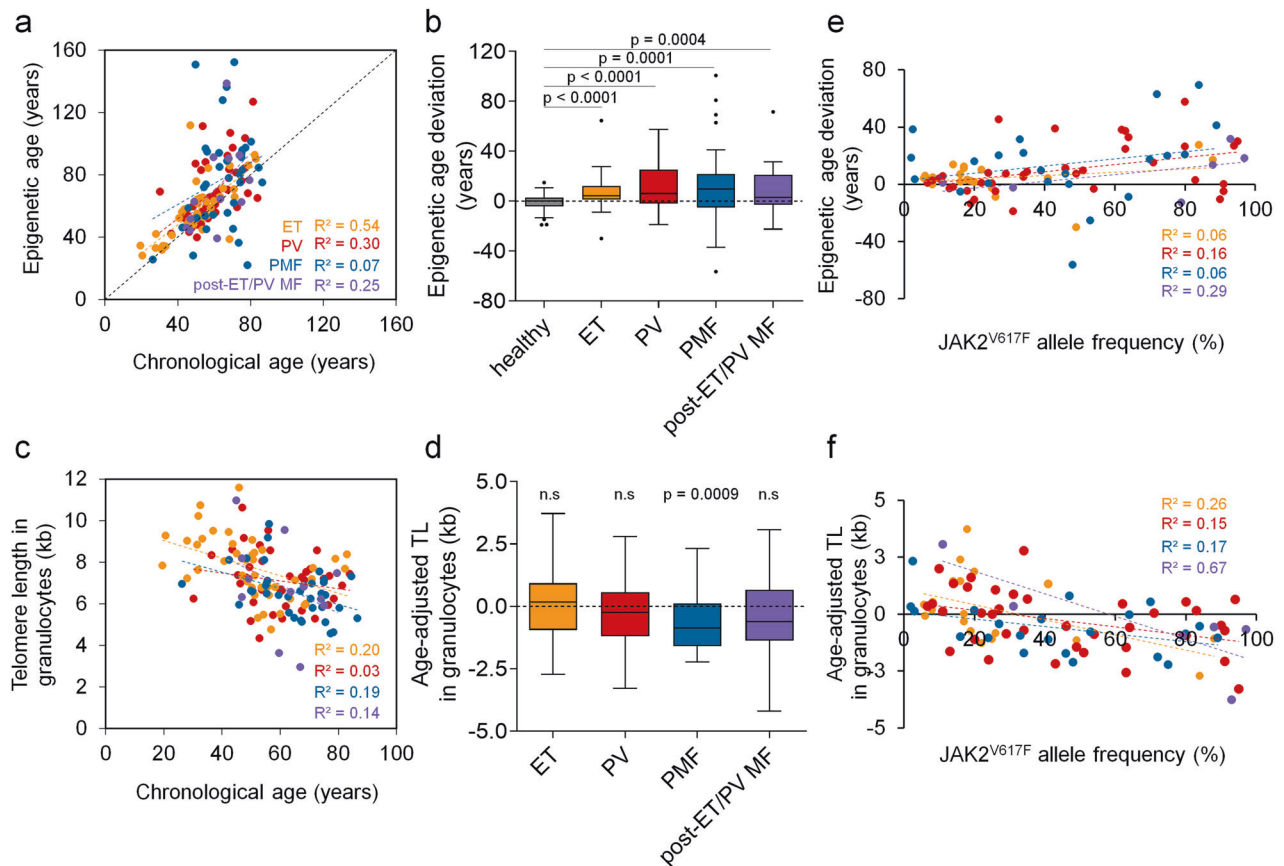 a
160
120
80
40
0
0 40 80 120 160
Epigenetic age (years)
Chronological age (years)
ET R² = 0.54
PV R² = 0.30
PMF R² = 0.07
post-ET/PV MF R² = 0.25
b
120
80
40
0
-40
-80
Epigenetic age deviation
(years)
p = 0.0004
p = 0.0001
p < 0.0001
p < 0.0001
healthy
ET
PV
PMF
post-ET/PV MF
e
80
40
0
-40
-80
0 20 40 60 80 100
Epigenetic age deviation
(years)
R² = 0.06
R² = 0.16
R² = 0.06
R² = 0.29
JAK2V617F allele frequency (%)
c
12
10
8
6
4
2
0
0 20 40 60 80 100
Telomere length in
granulocytes (kb)
Chronological age (years)
R² = 0.20
R² = 0.03
R² = 0.19
R² = 0.14
d
5.0
2.5
0.0
-2.5
-5.0
Age-adjusted TL
in granulocytes (kb)
n.s
n.s
p = 0.0009
n.s
ET
PV
PMF
post-ET/PV MF
f
5
3
0
-3
-5
0 20 40 60 80 100
Age-adjusted TL
in granulocytes (kb)
R² = 0.26
R² = 0.15
R² = 0.17
R² = 0.67
JAK2V617F allele frequency (%)